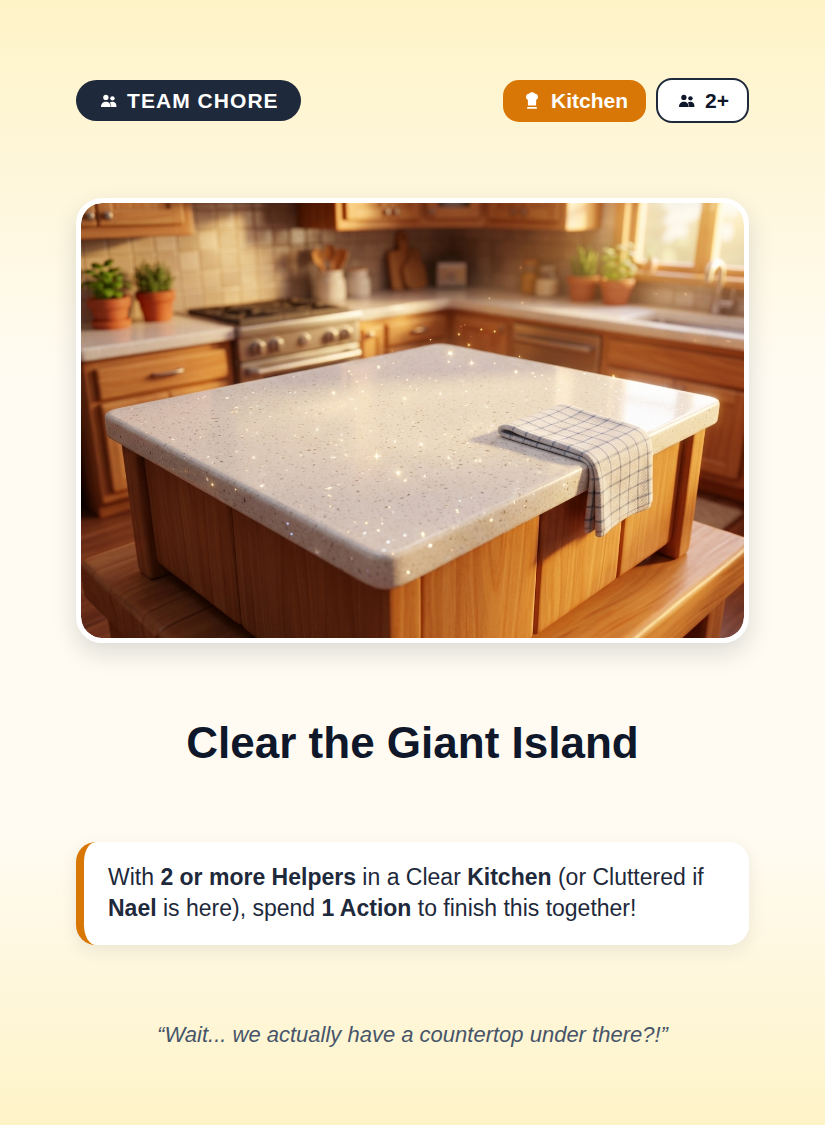 TEAM CHORE
Kitchen
2+
Clear the Giant Island
With 2 or more Helpers in a Clear Kitchen (or Cluttered if
Nael is here), spend 1 Action to finish this together!
“Wait... we actually have a countertop under there?!”